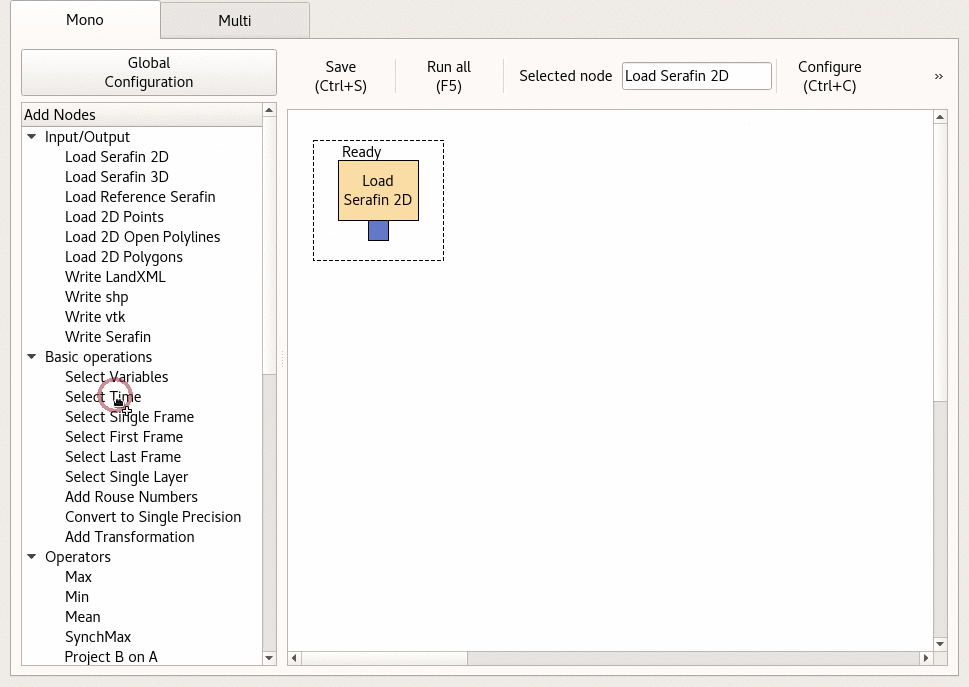 Mono
Multi
Global
Configuration
Save
(Ctrl+S)
Run all
(F5)
Selected node
Load Serafin 2D
Configure
(Ctrl+C)
»
Add Nodes
Input/Output
Load Serafin 2D
Load Serafin 3D
Load Reference Serafin
Load 2D Points
Load 2D Open Polylines
Load 2D Polygons
Write LandXML
Write shp
Write vtk
Write Serafin
Basic operations
Select Variables
Select Time
Select Single Frame
Select First Frame
Select Last Frame
Select Single Layer
Add Rouse Numbers
Convert to Single Precision
Add Transformation
Operators
Max
Min
Mean
SynchMax
Project B on A
Ready
Load
Serafin 2D